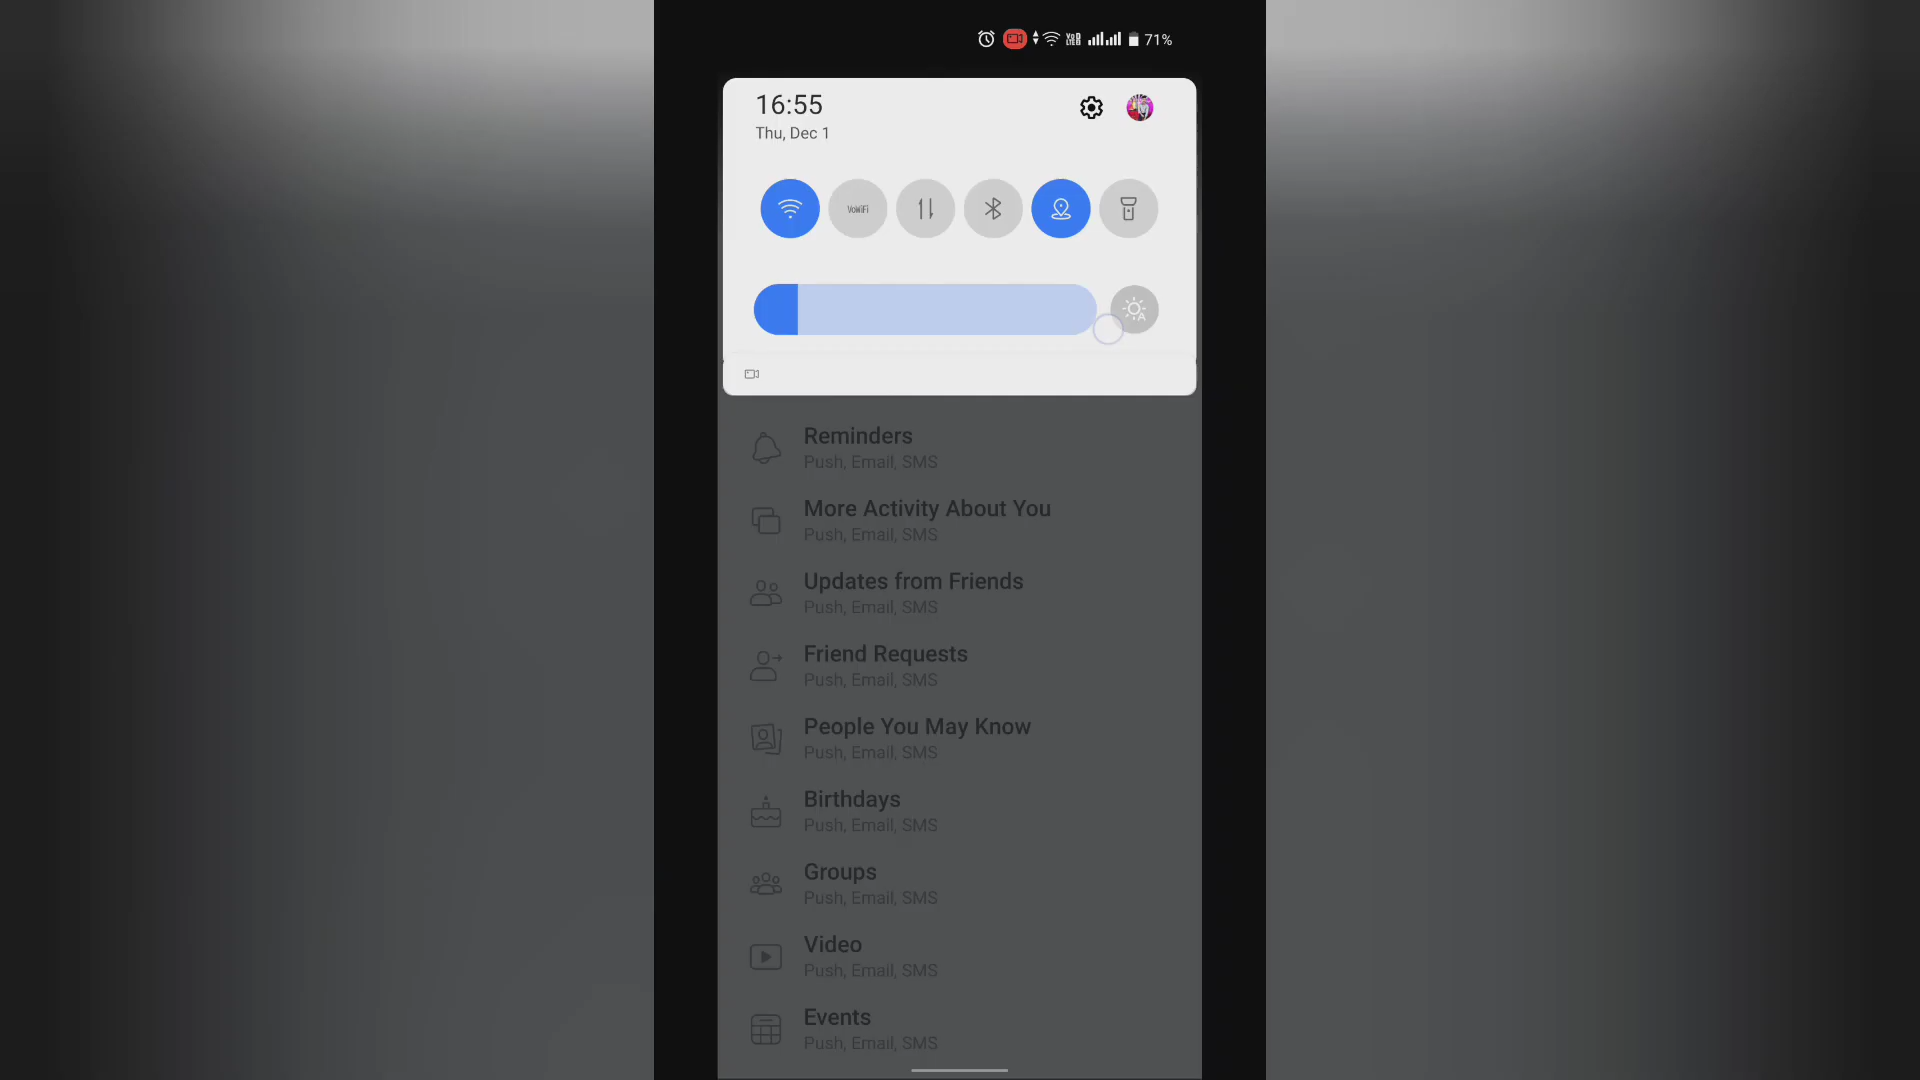 71%
16:55
Thu, Dec 1
VoWiFi
Reminders
Push, Email, SMS
More Activity About You
Push, Email, SMS
Updates from Friends
Push, Email, SMS
Friend Requests
Push, Email, SMS
People You May Know
Push, Email, SMS
Birthdays
Push, Email, SMS
Groups
Push, Email, SMS
Video
Push, Email, SMS
Events
Push, Email, SMS